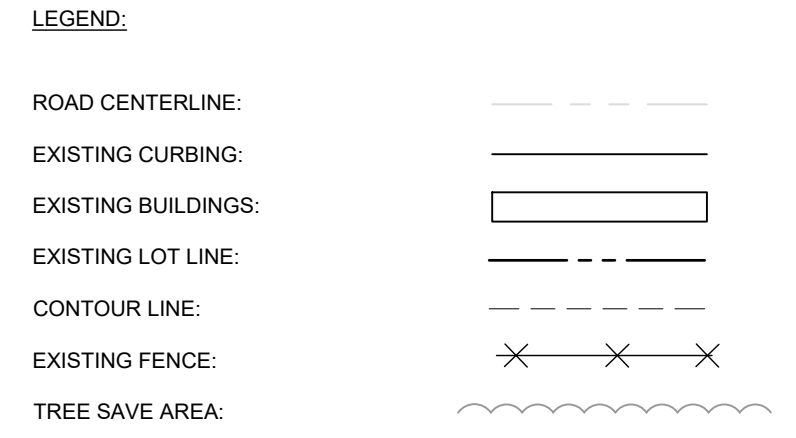 LEGEND:
ROAD CENTERLINE:
EXISTING CURBING:
EXISTING BUILDINGS:
EXISTING LOT LINE:
CONTOUR LINE:
EXISTING FENCE:
TREE SAVE AREA: